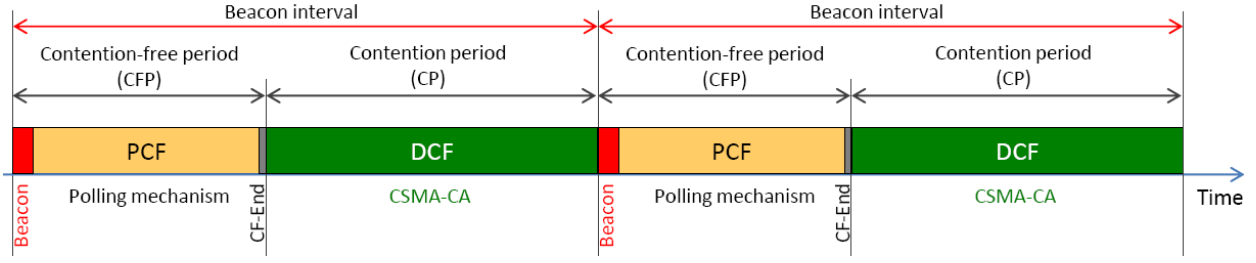 Beacon interval
Beacon interval
Contention-free period
(CFP)
Contention period
(CP)
Contention-free period
(CFP)
Contention period
(CP)
PCF
DCF
PCF
DCF
Beacon
Polling mechanism
CF-End
CSMA-CA
Beacon
Polling mechanism
CF-End
CSMA-CA
Time